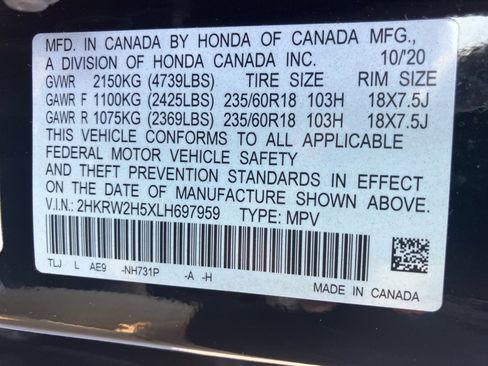 MFD. IN CANADA BY HONDA OF CANADA MFG.,
A DIVISION OF HONDA CANADA INC. 10/'20
GVWR 2150KG (4739LBS) TIRE SIZE RIM SIZE
GAWR F 1100KG (2425LBS) 235/60R18 103H 18X7.5J
GAWR R 1075KG (2369LBS) 235/60R18 103H 18X7.5J
THIS VEHICLE CONFORMS TO ALL APPLICABLE
FEDERAL MOTOR VEHICLE SAFETY
AND THEFT PREVENTION STANDARDS IN EFFECT
ON THE DATE OF MANUFACTURE SHOWN ABOVE.
V.I.N: 2HKRW2H5XLH697959 TYPE: MPV
TLJ L AE9 -NH731P -A -H
MADE IN CANADA